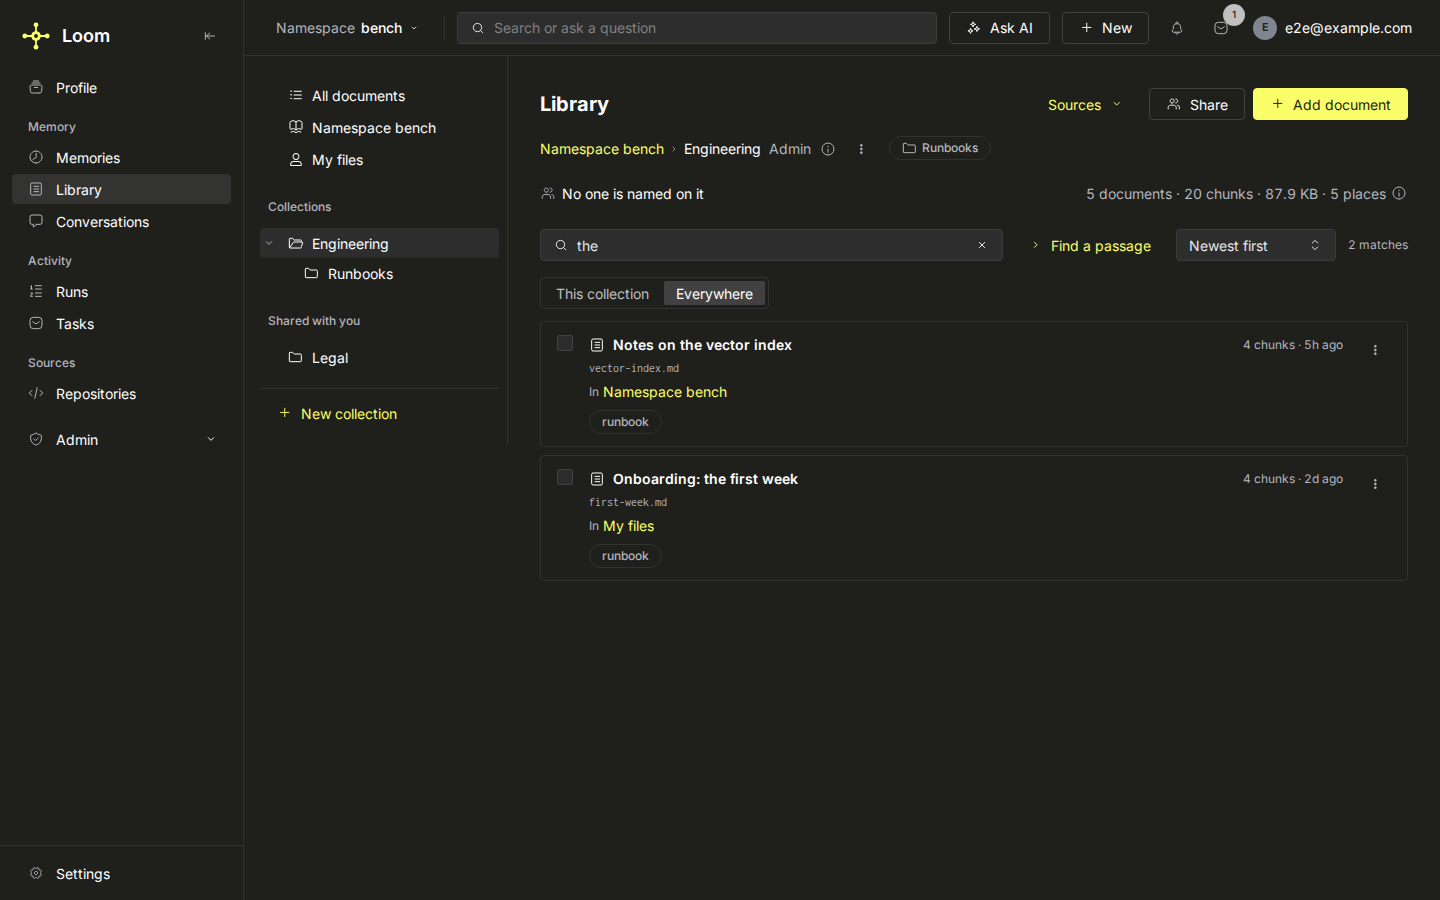 Loom
Profile
Memory
Memories
Library
Conversations
Activity
Runs
Tasks
Sources
Repositories
Admin
Settings
Namespace bench
Search or ask a question
Ask AI
New
1
E
e2e@example.com
All documents
Namespace bench
My files
Collections
Engineering
Runbooks
Shared with you
Legal
New collection
Library
Sources
Share
Add document
Namespace bench › Engineering Admin
Runbooks
No one is named on it
5 documents · 20 chunks · 87.9 KB · 5 places
the
Find a passage
Newest first
2 matches
This collection
Everywhere
Notes on the vector index
4 chunks · 5h ago
vector-index.md
In Namespace bench
runbook
Onboarding: the first week
4 chunks · 2d ago
first-week.md
In My files
runbook